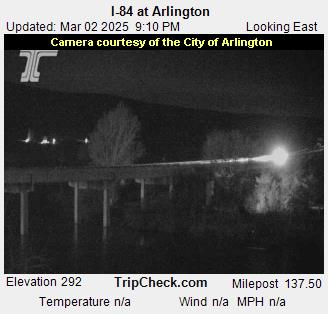 I-84 at Arlington
Updated: Mar 02 2025 9:10 PM Looking East
Camera courtesy of the City of Arlington
Elevation 292 TripCheck.com Milepost 137.50
Temperature n/a Wind n/a MPH n/a